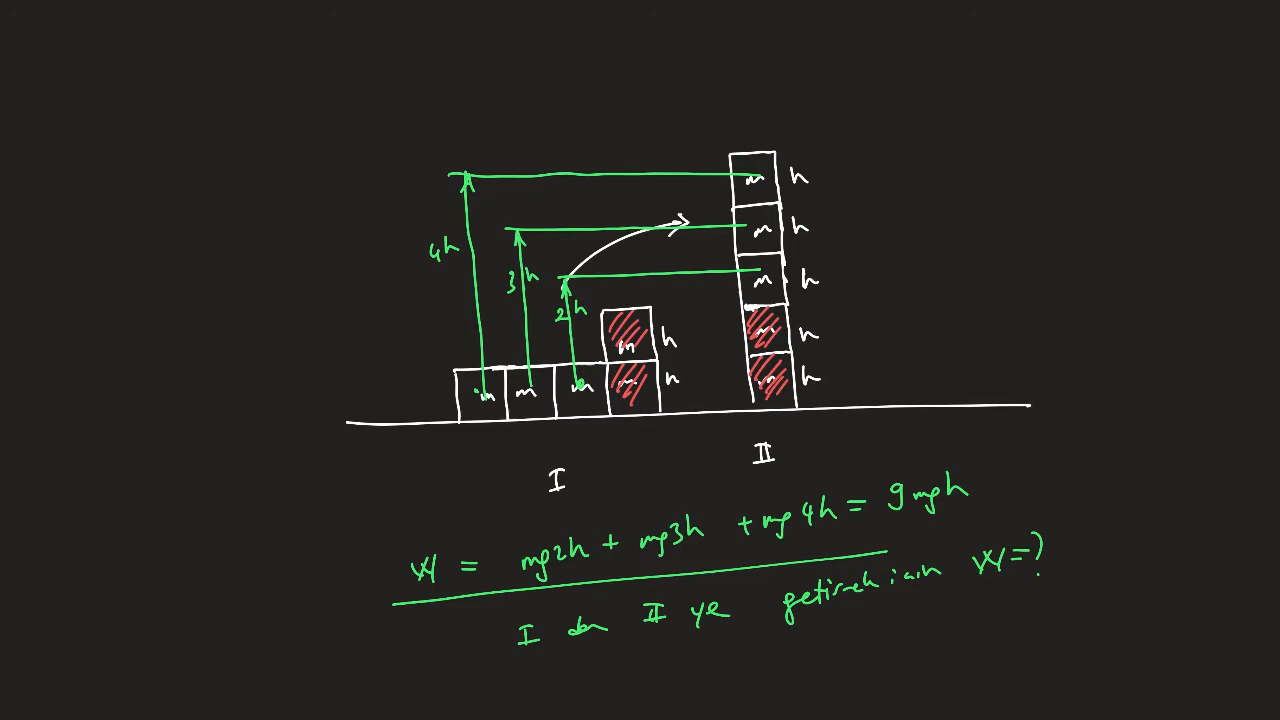 m h
m h
4h
3h
m h
2h
m h
m h
m h
m m m m h
I
II
W = mg2h + mg3h + mg4h = 9mgh
I den II ye getirmek için W=?